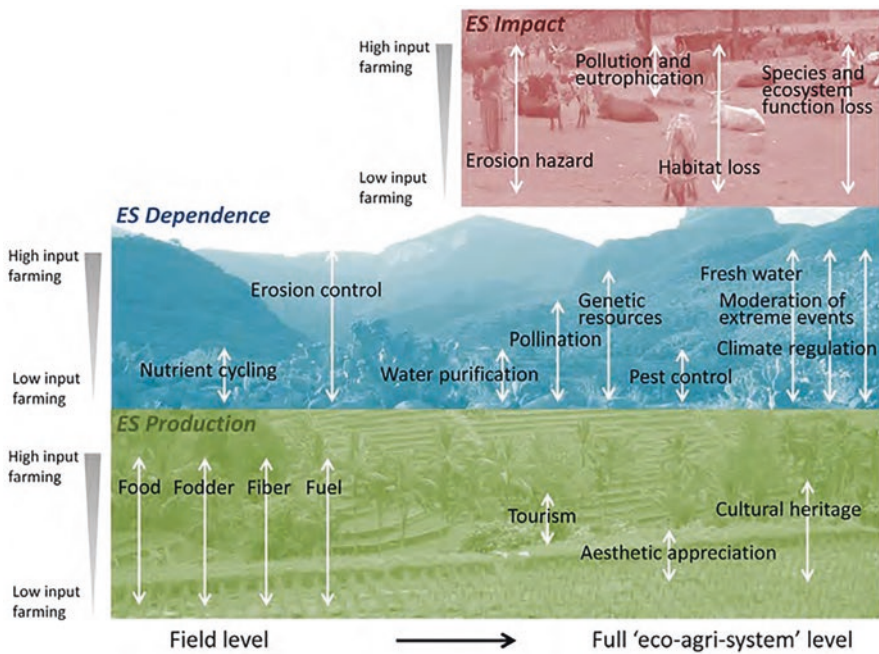 ES Impact
High input
farming
Pollution and
eutrophication
Species and
ecosystem
function loss
Erosion hazard
Habitat loss
Low input
farming
ES Dependence
High input
farming
Erosion control
Fresh water
Genetic
resources
Moderation of
extreme events
Pollination
Climate regulation
Nutrient cycling
Water purification
Pest control
Low input
farming
ES Production
High input
farming
Food Fodder Fiber Fuel
Tourism
Cultural heritage
Aesthetic appreciation
Low input
farming
Field level
Full 'eco-agri-system' level